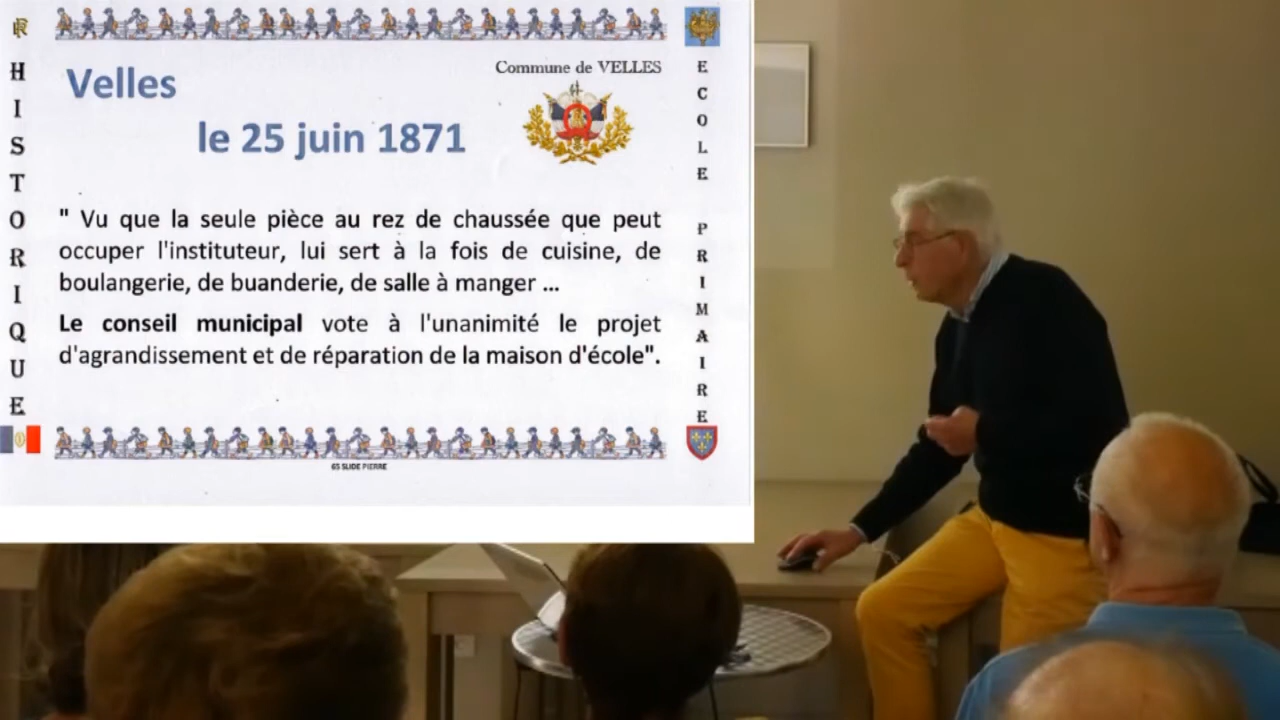 HISTORIQUE
Commune de VELLES
Velles
le 25 juin 1871
" Vu que la seule pièce au rez de chaussée que peut
occuper l'instituteur, lui sert à la fois de cuisine, de
boulangerie, de buanderie, de salle à manger ...
Le conseil municipal vote à l'unanimité le projet
d'agrandissement et de réparation de la maison d'école".
65 SLIDE PIERRE
ECOLE PRIMAIRE